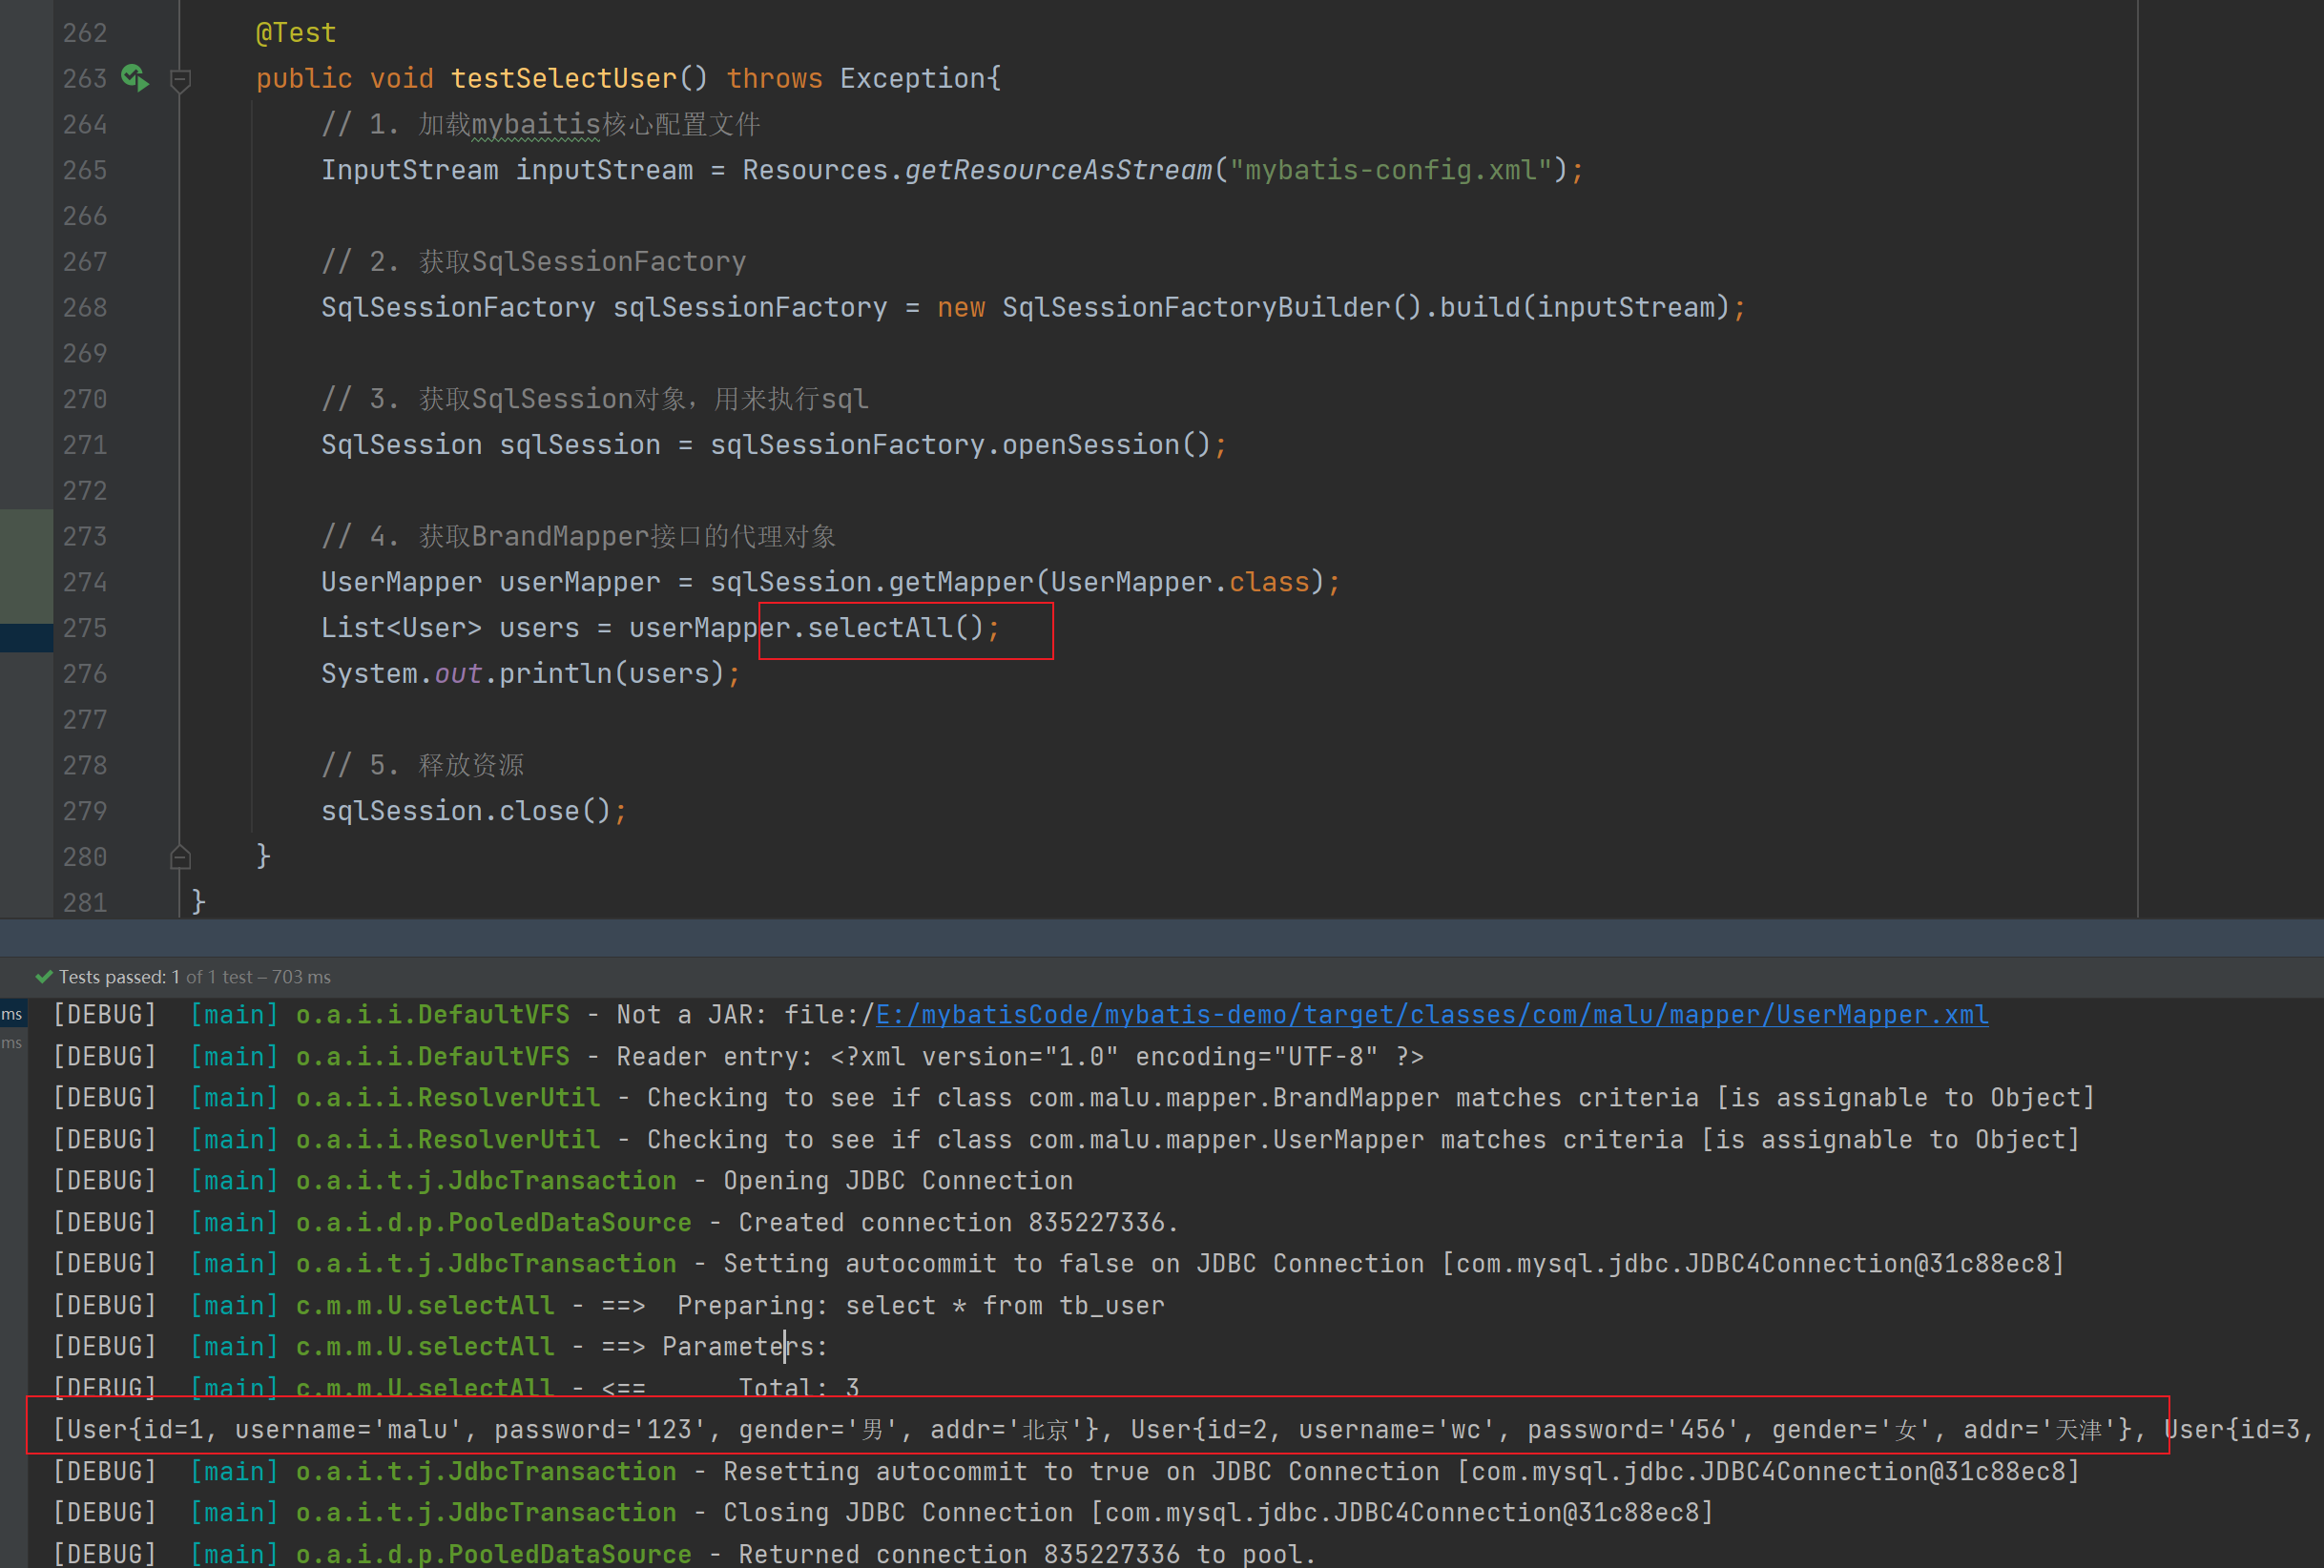 262 @Test
263 public void testSelectUser() throws Exception{
264 // 1. 加载mybaitis核心配置文件
265 InputStream inputStream = Resources.getResourceAsStream("mybatis-config.xml");
266
267 // 2. 获取SqlSessionFactory
268 SqlSessionFactory sqlSessionFactory = new SqlSessionFactoryBuilder().build(inputStream);
269
270 // 3. 获取SqlSession对象，用来执行sql
271 SqlSession sqlSession = sqlSessionFactory.openSession();
272
273 // 4. 获取BrandMapper接口的代理对象
274 UserMapper userMapper = sqlSession.getMapper(UserMapper.class);
275 List<User> users = userMapper.selectAll();
276 System.out.println(users);
277
278 // 5. 释放资源
279 sqlSession.close();
280 }
281 }
Tests passed: 1 of 1 test – 703 ms
ms [DEBUG] [main] o.a.i.i.DefaultVFS - Not a JAR: file:/E:/mybatisCode/mybatis-demo/target/classes/com/malu/mapper/UserMapper.xml
ms [DEBUG] [main] o.a.i.i.DefaultVFS - Reader entry: <?xml version="1.0" encoding="UTF-8" ?>
[DEBUG] [main] o.a.i.i.ResolverUtil - Checking to see if class com.malu.mapper.BrandMapper matches criteria [is assignable to Object]
[DEBUG] [main] o.a.i.i.ResolverUtil - Checking to see if class com.malu.mapper.UserMapper matches criteria [is assignable to Object]
[DEBUG] [main] o.a.i.t.j.JdbcTransaction - Opening JDBC Connection
[DEBUG] [main] o.a.i.d.p.PooledDataSource - Created connection 835227336.
[DEBUG] [main] o.a.i.t.j.JdbcTransaction - Setting autocommit to false on JDBC Connection [com.mysql.jdbc.JDBC4Connection@31c88ec8]
[DEBUG] [main] c.m.m.U.selectAll - ==>  Preparing: select * from tb_user
[DEBUG] [main] c.m.m.U.selectAll - ==> Parameters:
[DEBUG] [main] c.m.m.U.selectAll - <==      Total: 3
[User{id=1, username='malu', password='123', gender='男', addr='北京'}, User{id=2, username='wc', password='456', gender='女', addr='天津'}, User{id=3,
[DEBUG] [main] o.a.i.t.j.JdbcTransaction - Resetting autocommit to true on JDBC Connection [com.mysql.jdbc.JDBC4Connection@31c88ec8]
[DEBUG] [main] o.a.i.t.j.JdbcTransaction - Closing JDBC Connection [com.mysql.jdbc.JDBC4Connection@31c88ec8]
[DEBUG] [main] o.a.i.d.p.PooledDataSource - Returned connection 835227336 to pool.